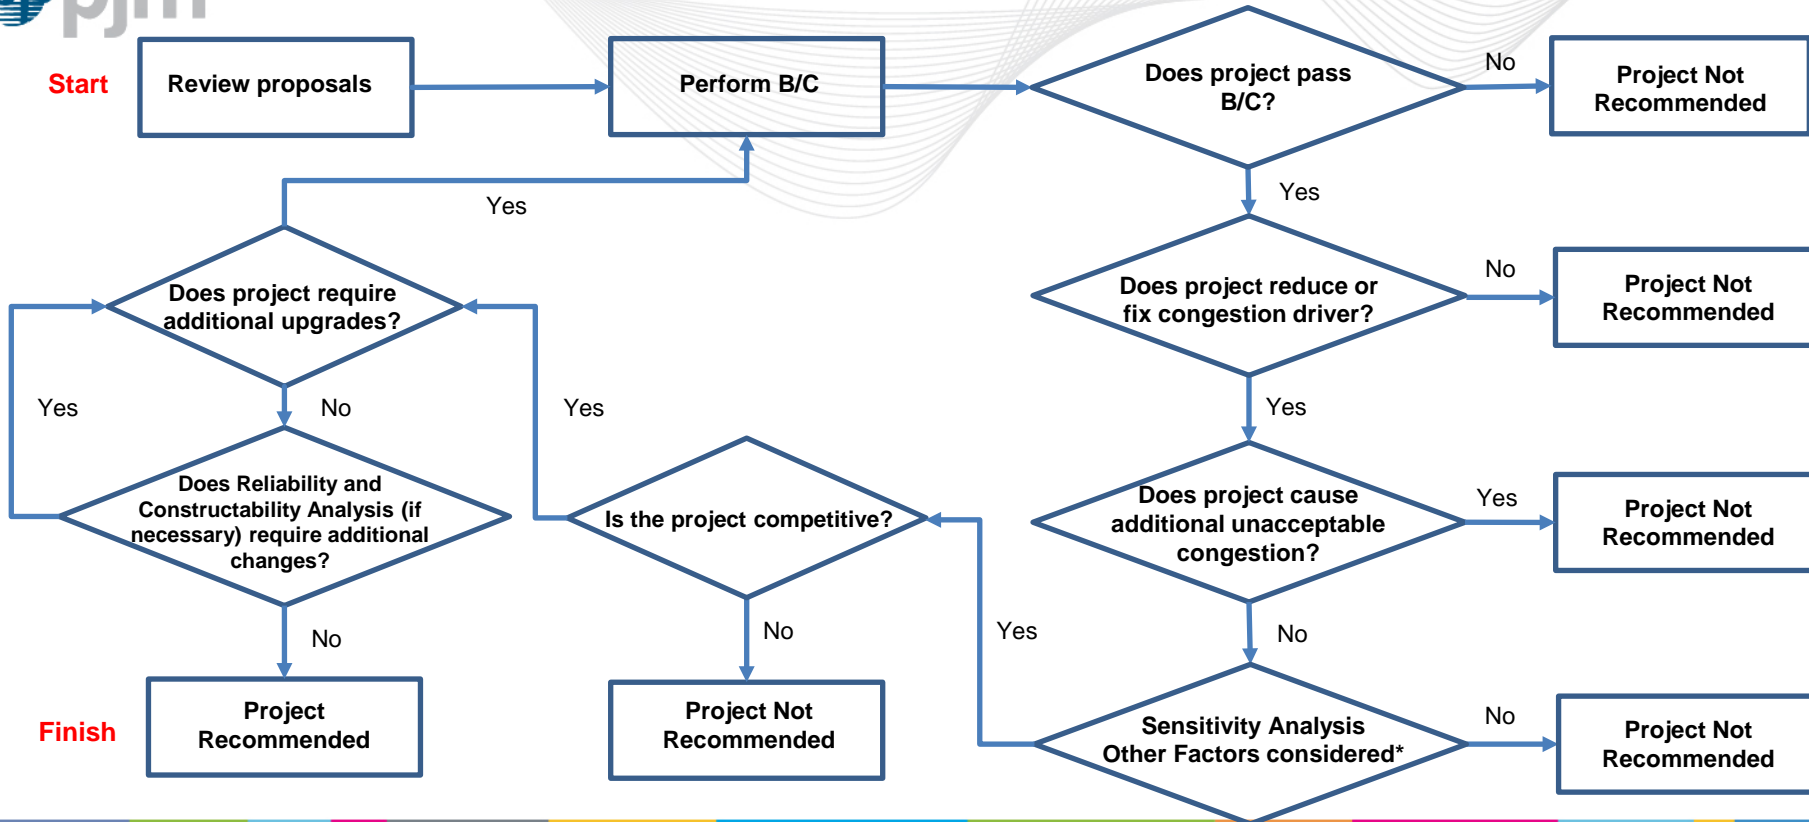 pjm
Start
Review proposals
Perform B/C
Does project pass
B/C?
No
Project Not
Recommended
Yes
Yes
Does project require
additional upgrades?
Does project reduce or
fix congestion driver?
No
Project Not
Recommended
Yes
No
Yes
Yes
Does Reliability and
Constructability Analysis (if
necessary) require additional
changes?
Is the project competitive?
Does project cause
additional unacceptable
congestion?
Yes
Project Not
Recommended
No
No
Yes
No
Finish
Project
Recommended
Project Not
Recommended
Sensitivity Analysis
Other Factors considered*
No
Project Not
Recommended